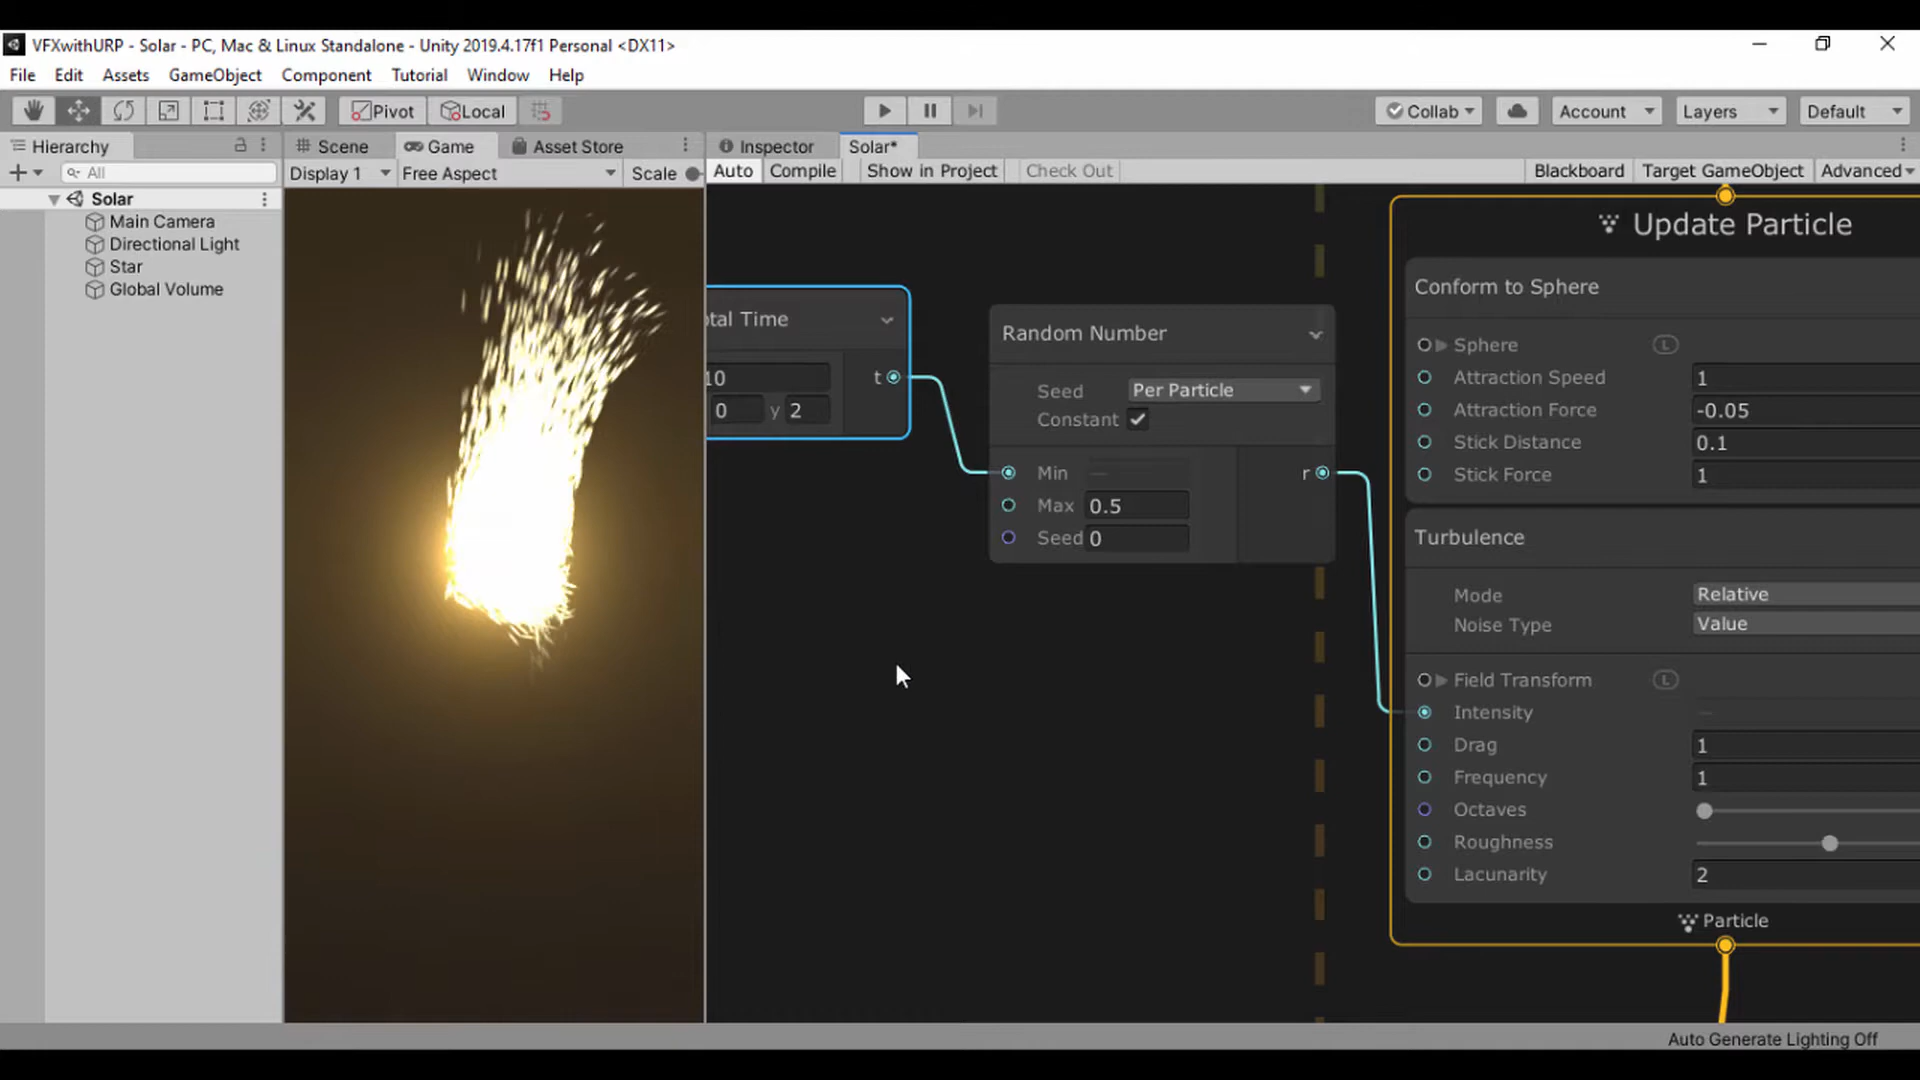 VFXwithURP - Solar - PC, Mac & Linux Standalone - Unity 2019.4.17f1 Personal <DX11>
File Edit Assets GameObject Component Tutorial Window Help
Pivot Local Collab Account Layers Default
Hierarchy Scene Game Asset Store Inspector Solar*
All Display 1 Free Aspect Scale Auto Compile Show in Project Check Out Blackboard Target GameObject Advanced
Solar
Main Camera
Directional Light
Star
Global Volume
otal Time
10 t
0 y 2
Random Number
Seed Per Particle
Constant
Min r
Max 0.5
Seed 0
Update Particle
Conform to Sphere
Sphere L
Attraction Speed 1
Attraction Force -0.05
Stick Distance 0.1
Stick Force 1
Turbulence
Mode Relative
Noise Type Value
Field Transform L
Intensity
Drag 1
Frequency 1
Octaves
Roughness
Lacunarity 2
Particle
Auto Generate Lighting Off